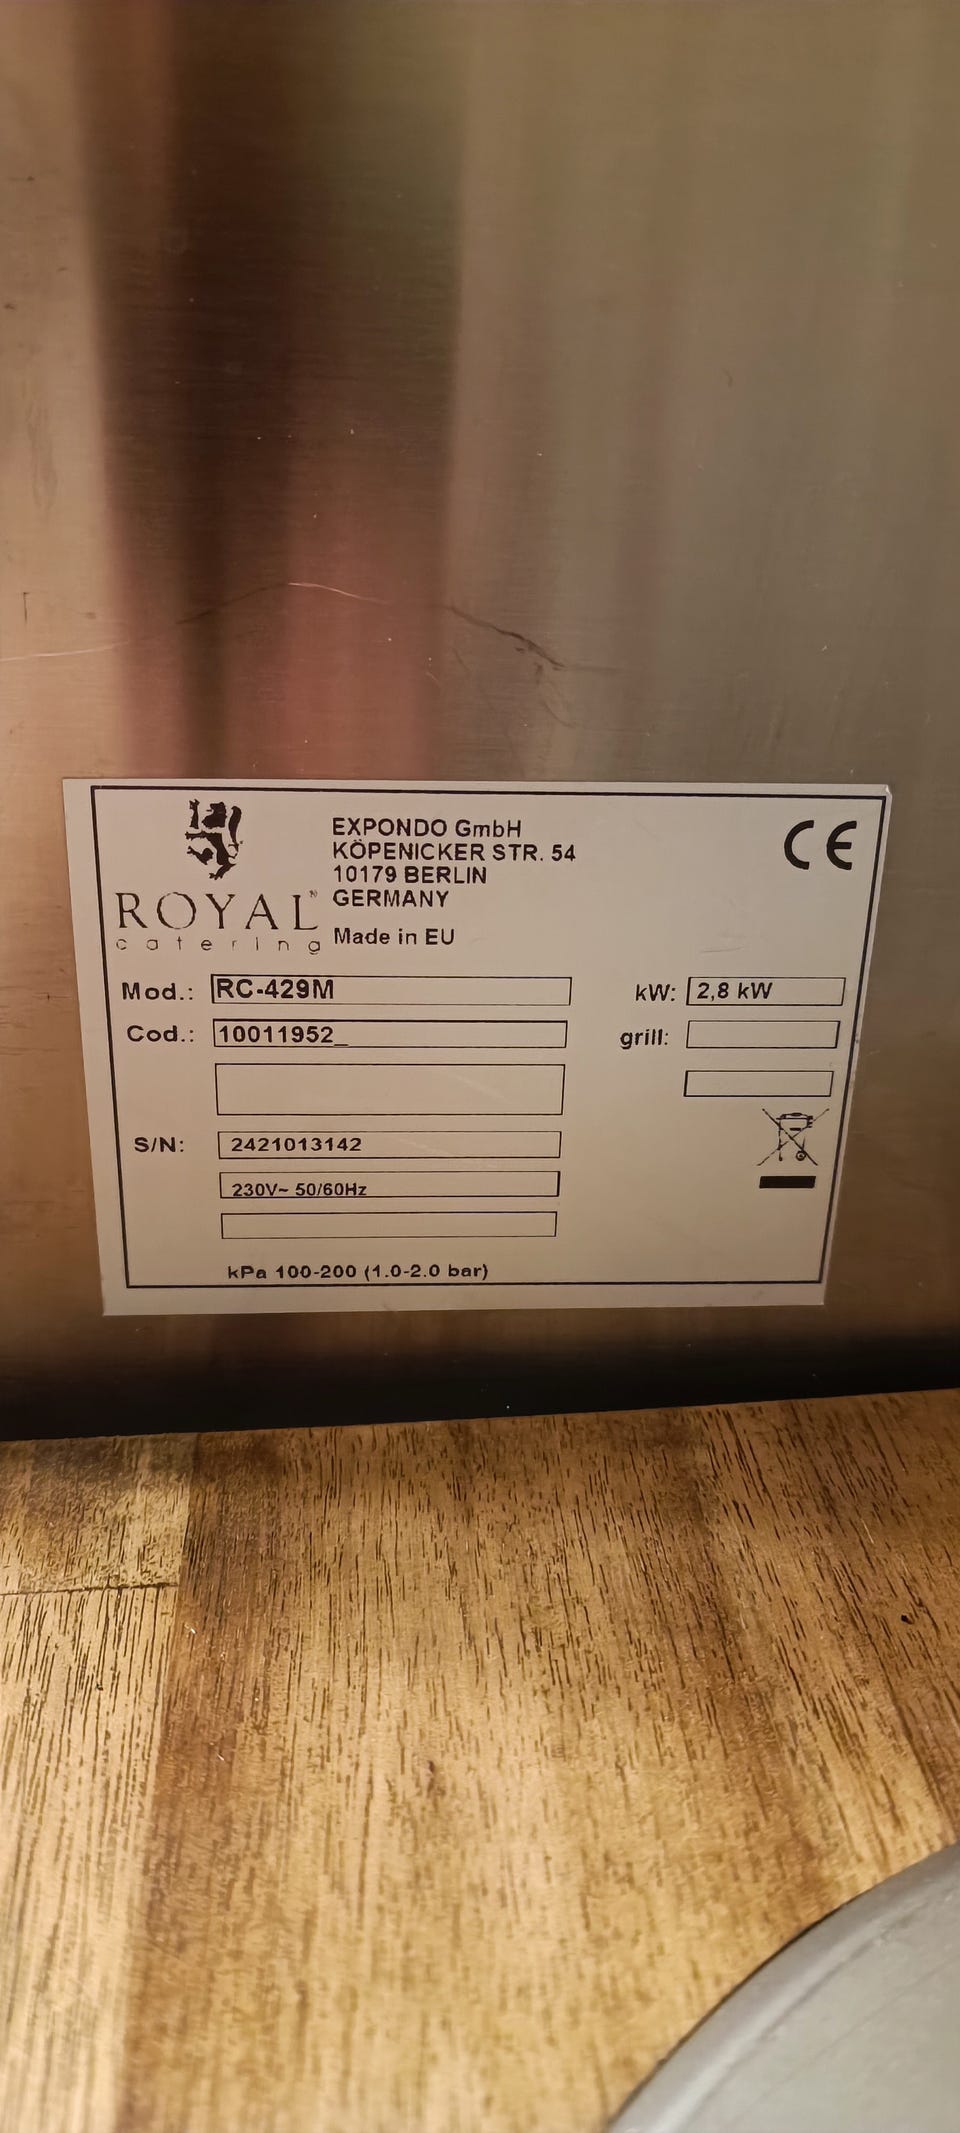 EXPONDO GmbH
KÖPENICKER STR. 54
10179 BERLIN
GERMANY
Made in EU
CE
ROYAL
catering
Mod.: RC-429M
kW: 2,8 kW
Cod.: 10011952_
grill:
S/N: 2421013142
230V~ 50/60Hz
kPa 100-200 (1.0-2.0 bar)